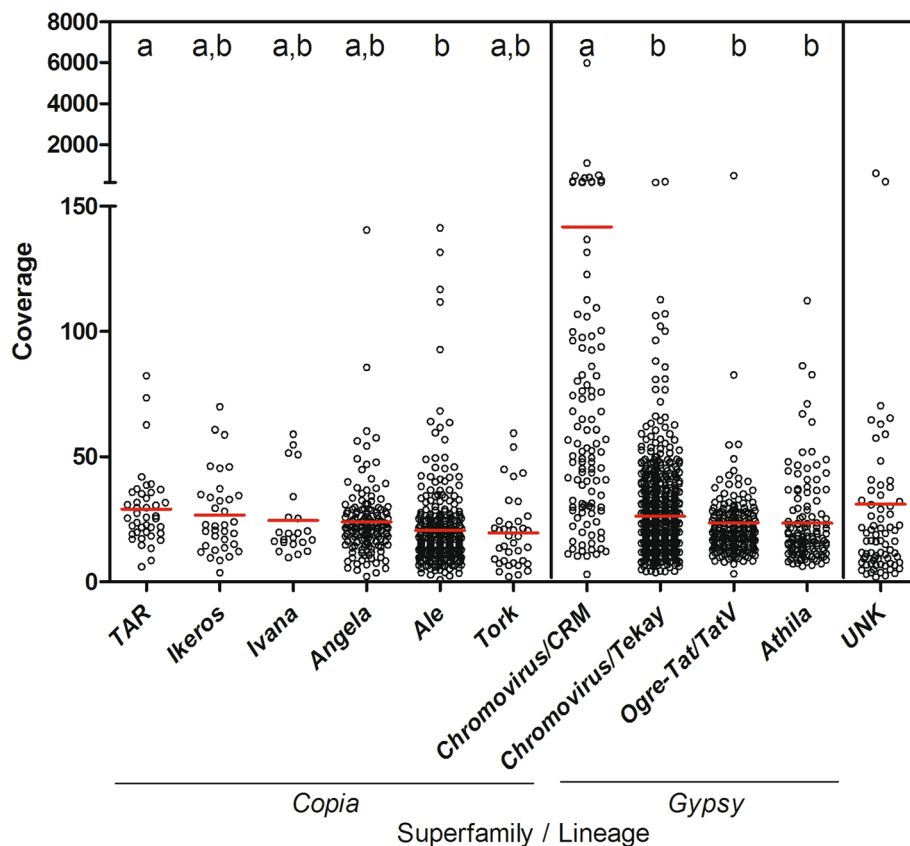 8000
6000
4000
2000
150
100
50
0
Coverage
a a,b a,b a,b b a,b a b b b
TAR
Ikeros
Ivana
Angela
Ale
Tork
Chromovirus/CRM
Chromovirus/Tekay
Ogre-Tat/TatV
Athila
UNK
Copia Gypsy
Superfamily / Lineage